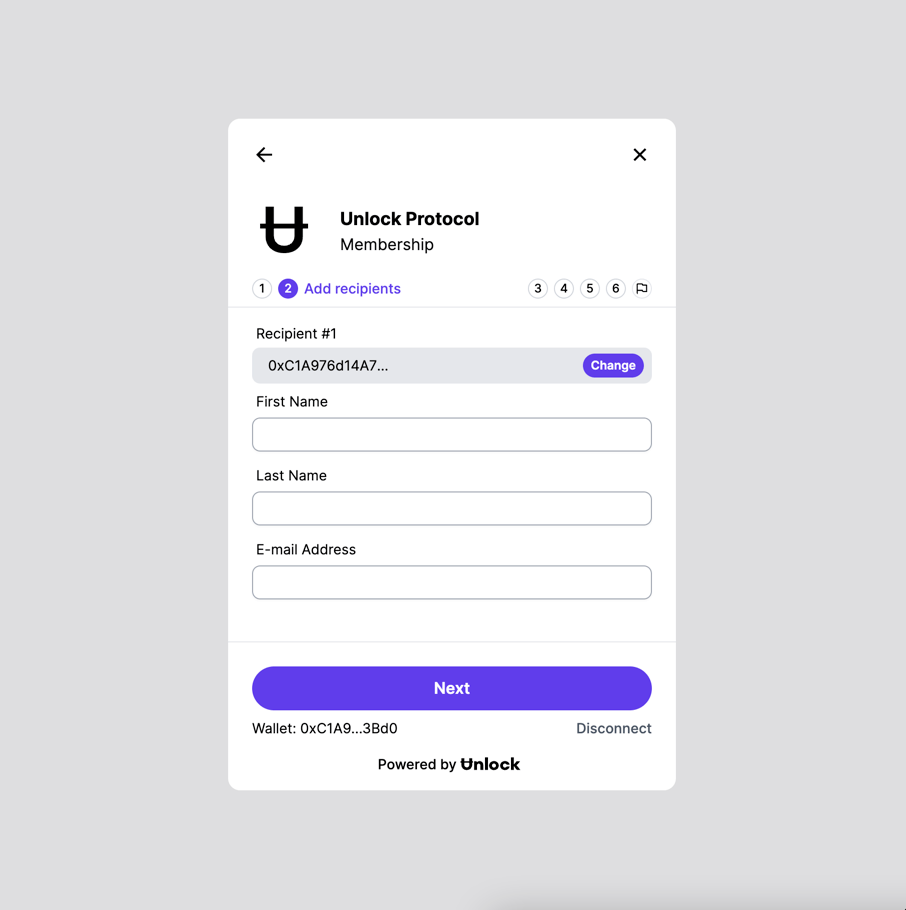 Unlock Protocol
Membership
1 2 Add recipients 3 4 5 6
Recipient #1
0xC1A976d14A7... Change
First Name
Last Name
E-mail Address
Next
Wallet: 0xC1A9...3Bd0 Disconnect
Powered by Unlock